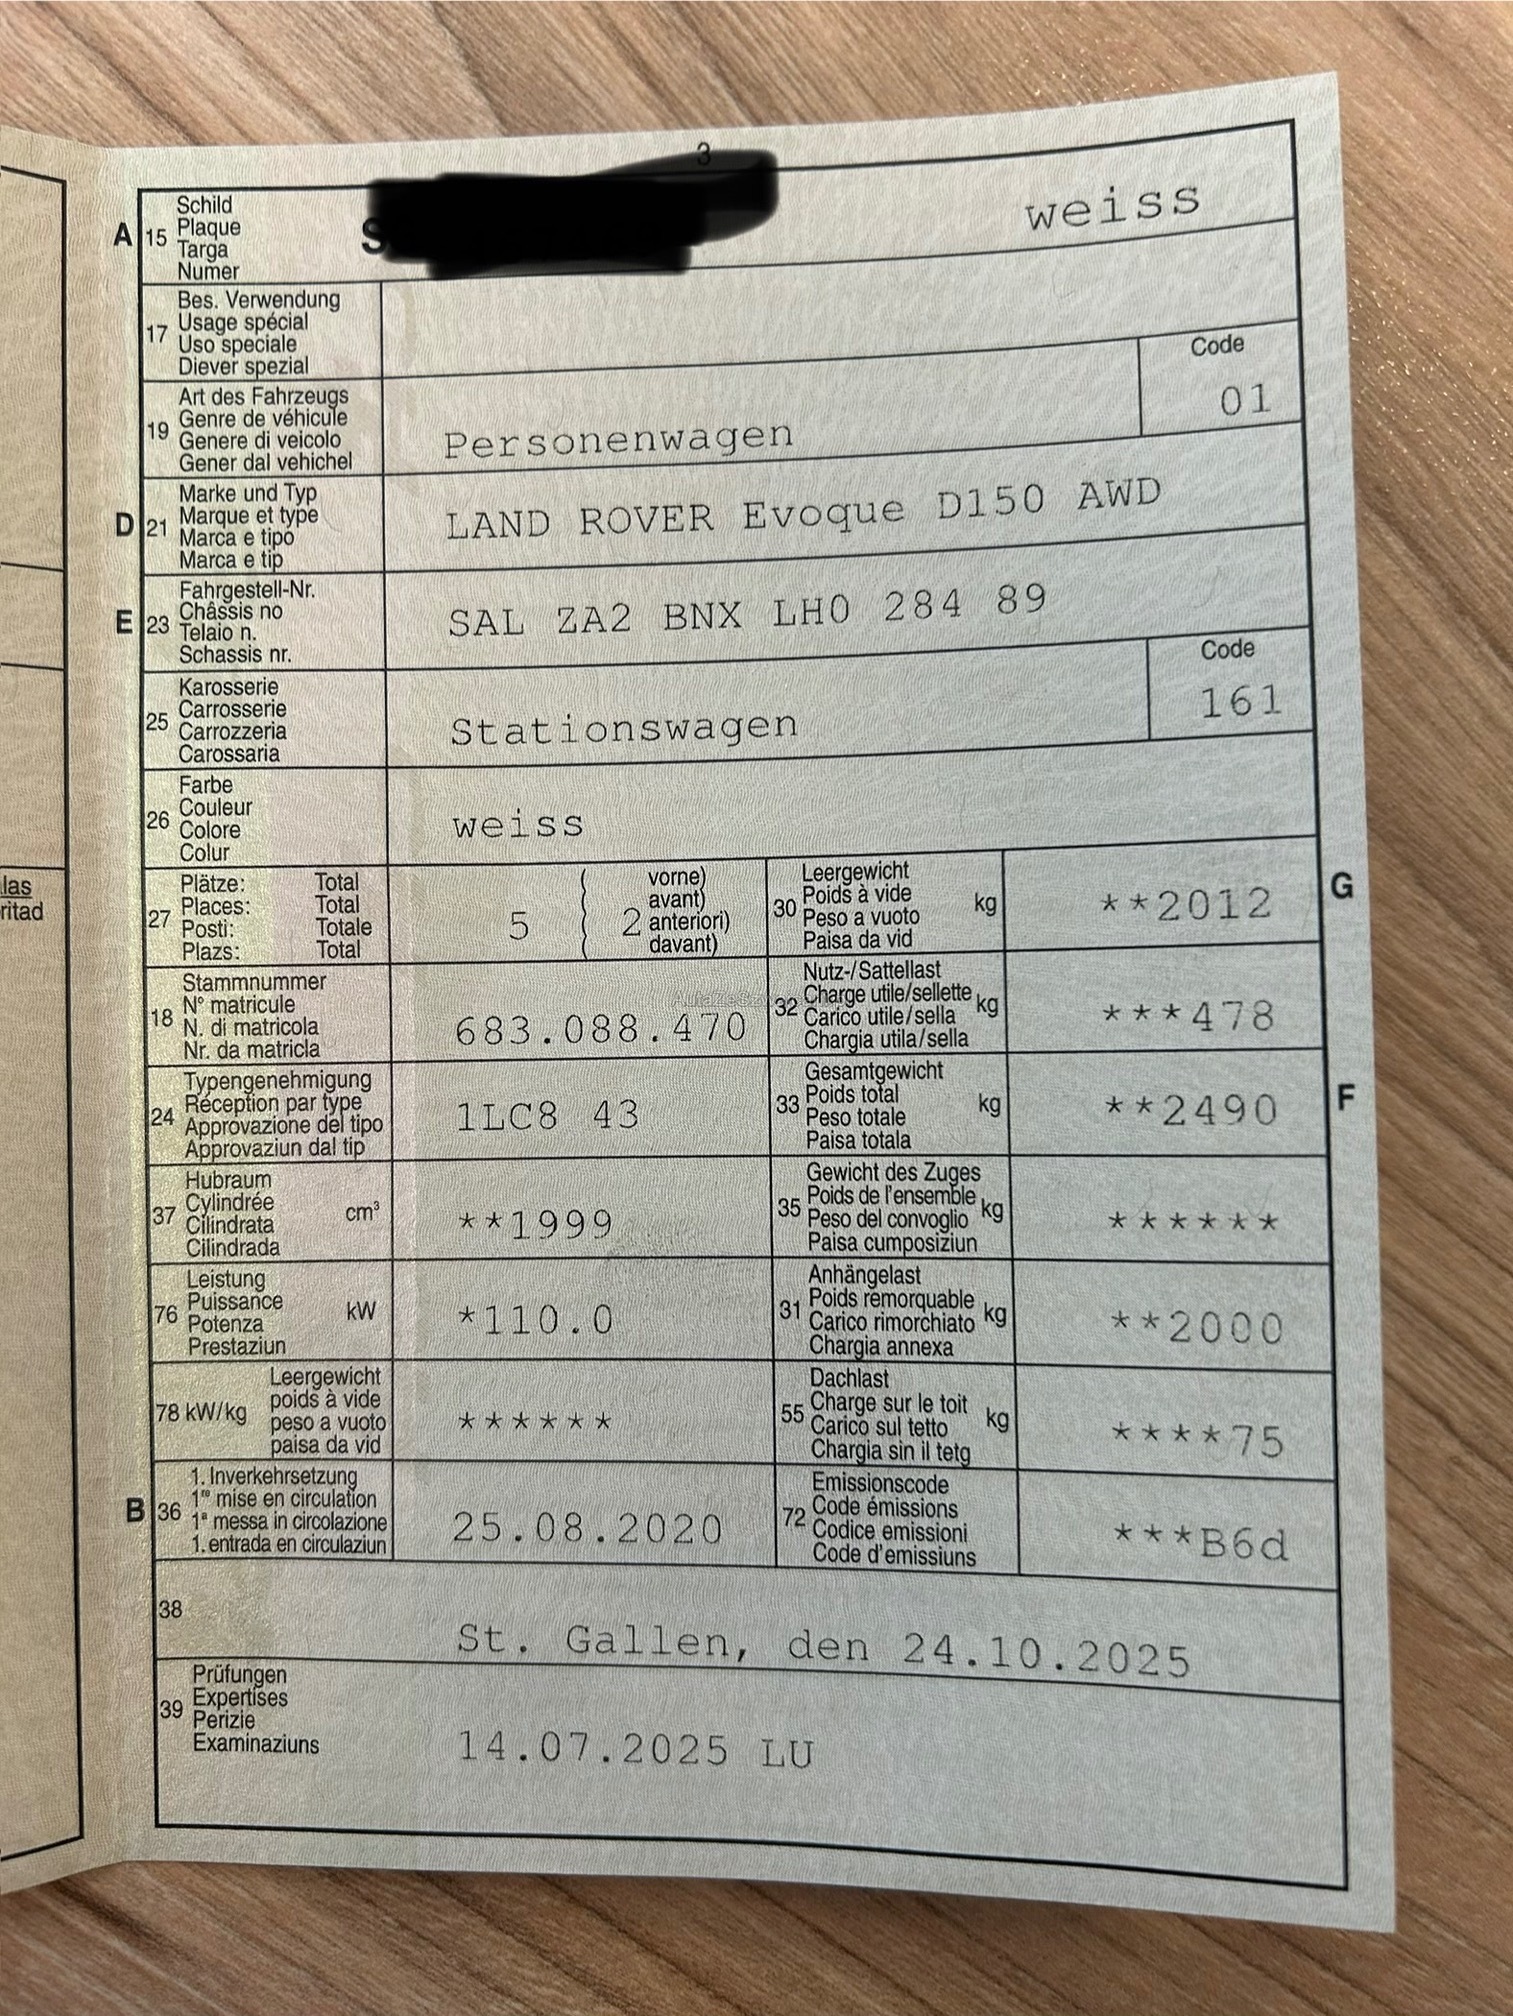 3
A 15 Schild
Plaque
Targa
Numer
S
weiss
17 Bes. Verwendung
Usage spécial
Uso speciale
Diever spezial
19 Art des Fahrzeugs
Genre de véhicule
Genere di veicolo
Gener dal vehichel
Personenwagen
Code
01
D 21 Marke und Typ
Marque et type
Marca e tipo
Marca e tip
LAND ROVER Evoque D150 AWD
E 23 Fahrgestell-Nr.
Châssis no
Telaio n.
Schassis nr.
SAL ZA2 BNX LH0 284 89
25 Karosserie
Carrosserie
Carrozzeria
Carossaria
Stationswagen
Code
161
26 Farbe
Couleur
Colore
Colur
weiss
las
ritad
27 Plätze: Total
Places: Total
Posti: Totale
Plazs: Total
5 ( 2 vorne)
avant)
anteriori)
davant)
30 Leergewicht
Poids à vide
Peso a vuoto
Paisa da vid
kg
**2012
G
18 Stammnummer
N° matricule
N. di matricola
Nr. da matricla
683.088.470
32 Nutz-/Sattellast
Charge utile/sellette
Carico utile/sella
Chargia utila/sella
kg
***478
24 Typengenehmigung
Réception par type
Approvazione del tipo
Approvaziun dal tip
1LC8 43
33 Gesamtgewicht
Poids total
Peso totale
Paisa totala
kg
**2490
F
37 Hubraum
Cylindrée
Cilindrata
Cilindrada
cm³
**1999
35 Gewicht des Zuges
Poids de l'ensemble
Peso del convoglio
Paisa cumposiziun
kg
******
76 Leistung
Puissance
Potenza
Prestaziun
kW
*110.0
31 Anhängelast
Poids remorquable
Carico rimorchiato
Chargia annexa
kg
**2000
78 kW/kg Leergewicht
poids à vide
peso a vuoto
paisa da vid
******
55 Dachlast
Charge sur le toit
Carico sul tetto
Chargia sin il tetg
kg
****75
B 36 1. Inverkehrsetzung
1re mise en circulation
1a messa in circolazione
1. entrada en circulaziun
25.08.2020
72 Emissionscode
Code émissions
Codice emissioni
Code d'emissiuns
***B6d
38
St. Gallen, den 24.10.2025
39 Prüfungen
Expertises
Perizie
Examinaziuns
14.07.2025 LU